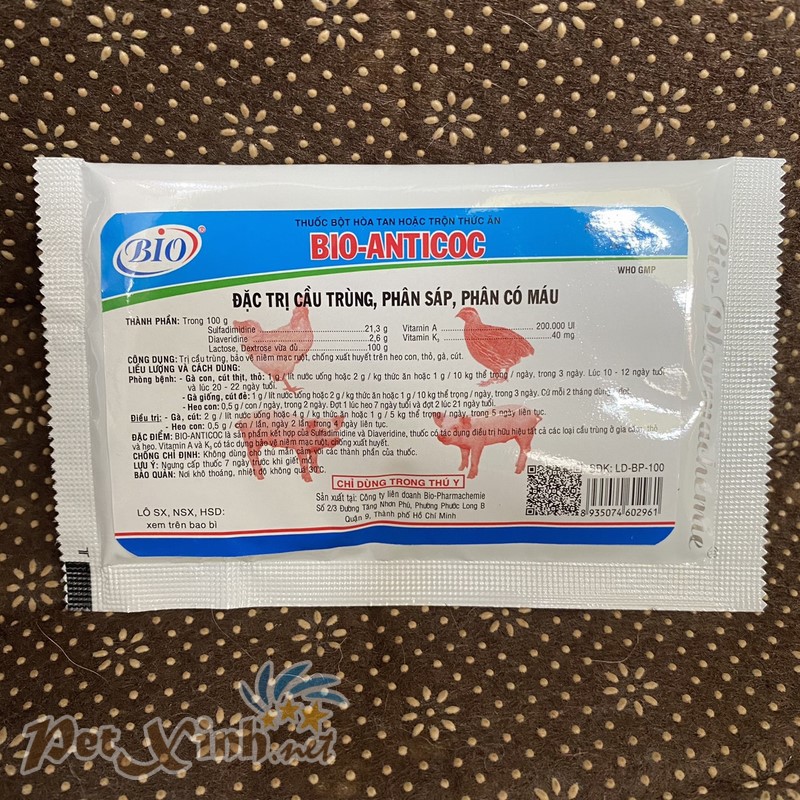 THUỐC BỘT HÒA TAN HOẶC TRỘN THỨC ĂN
BIO®
BIO-ANTICOC
WHO GMP
ĐẶC TRỊ CẦU TRÙNG, PHÂN SÁP, PHÂN CÓ MÁU
THÀNH PHẦN: Trong 100 g
Sulfadimidine 21,3 g Vitamin A 200.000 UI
Diaveridine 2,6 g Vitamin K₃ 40 mg
Lactose, Dextrose vừa đủ 100 g
CÔNG DỤNG: Trị cầu trùng, bảo vệ niêm mạc ruột, chống xuất huyết trên heo con, thỏ, gà, cút.
LIỀU LƯỢNG VÀ CÁCH DÙNG:
Phòng bệnh: - Gà con, cút thịt, thỏ: 1 g / lít nước uống hoặc 2 g / kg thức ăn hoặc 1 g / 10 kg thể trọng / ngày, trong 3 ngày. Lúc 10 - 12 ngày tuổi
và lúc 20 - 22 ngày tuổi.
- Gà giống, cút đẻ: 1 g / lít nước uống hoặc 2 g / kg thức ăn hoặc 1 g / 10 kg thể trọng / ngày, trong 3 ngày. Cứ mỗi 2 tháng dùng 1 đợt.
- Heo con: 0,5 g / con / ngày, trong 2 ngày. Đợt 1 lúc heo 7 ngày tuổi và đợt 2 lúc 21 ngày tuổi.
Điều trị: - Gà, cút: 2 g / lít nước uống hoặc 4 g / kg thức ăn hoặc 1 g / 5 kg thể trọng / ngày, trong 5 ngày liên tục.
- Heo con: 0,5 g / con / lần, ngày 2 lần trong 4 ngày liên tục.
ĐẶC ĐIỂM: BIO-ANTICOC là sản phẩm kết hợp của Sulfadimidine và Diaveridine, thuốc có tác dụng điều trị hữu hiệu tất cả các loại cầu trùng ở gia cầm, thỏ
và heo. Vitamin A và K₃ có tác dụng bảo vệ niêm mạc ruột, chống xuất huyết.
CHỐNG CHỈ ĐỊNH: Không dùng cho thú mẫn cảm với các thành phần của thuốc.
LƯU Ý: Ngưng cấp thuốc 7 ngày trước khi giết mổ.
BẢO QUẢN: Nơi khô thoáng, nhiệt độ không quá 30°C.
CHỈ DÙNG TRONG THÚ Y
SĐK: LD-BP-100
LÔ SX, NSX, HSD:
xem trên bao bì
Sản xuất tại: Công ty liên doanh Bio-Pharmachemie
Số 2/3 Đường Tăng Nhơn Phú, Phường Phước Long B
Quận 9, Thành phố Hồ Chí Minh
8 935074 602961
Bio-Pharmachemie
T
Pet Xinh.net